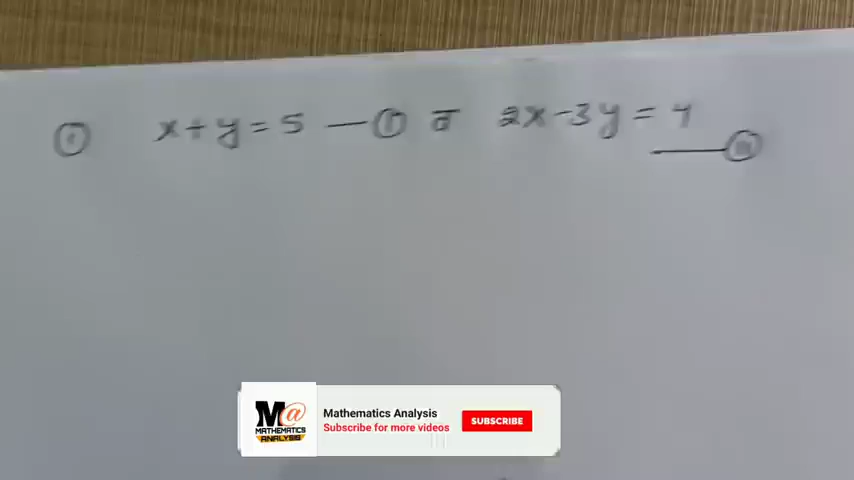 ① x + y = 5 — ① व 2x - 3y = 4
— ②
M@
MATHEMATICS
ANALYSIS
Mathematics Analysis
Subscribe for more videos
SUBSCRIBE